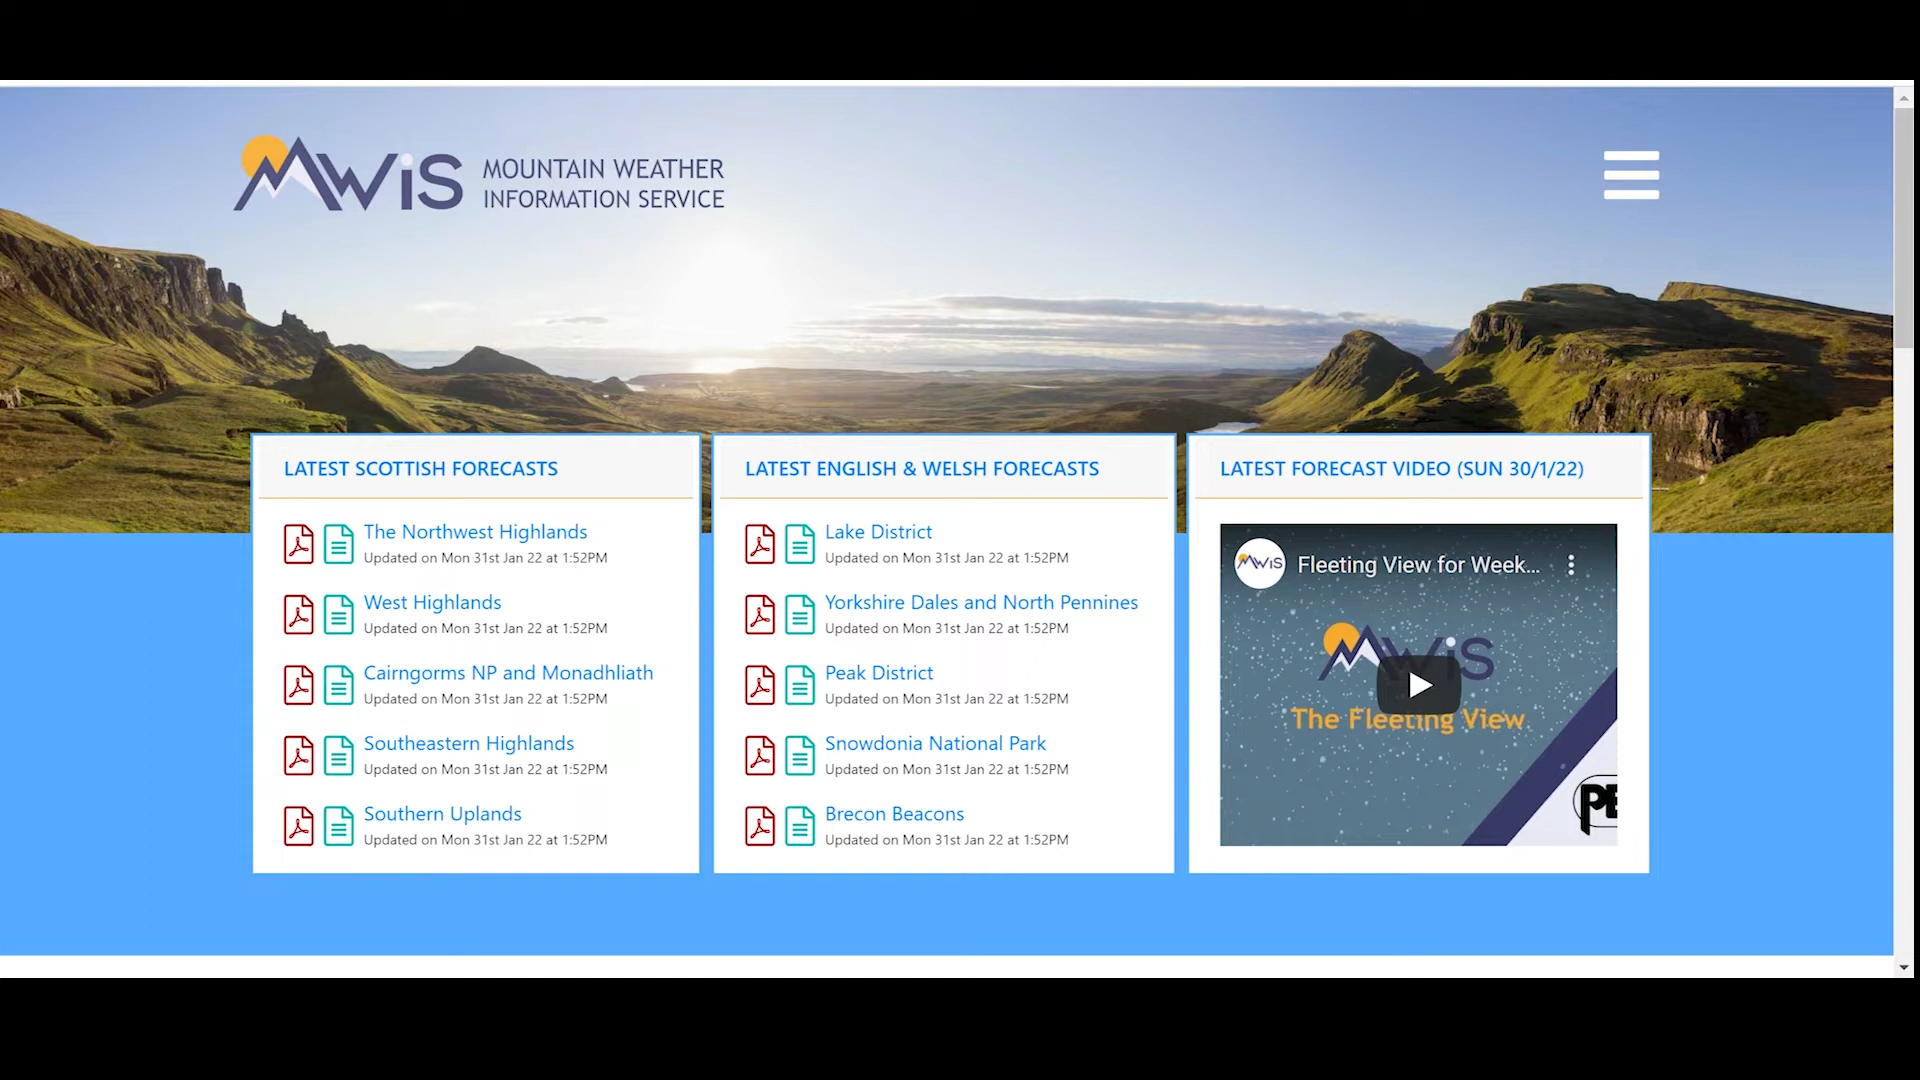 MWiS
MOUNTAIN WEATHER
INFORMATION SERVICE
LATEST SCOTTISH FORECASTS
The Northwest Highlands
Updated on Mon 31st Jan 22 at 1:52PM
West Highlands
Updated on Mon 31st Jan 22 at 1:52PM
Cairngorms NP and Monadhliath
Updated on Mon 31st Jan 22 at 1:52PM
Southeastern Highlands
Updated on Mon 31st Jan 22 at 1:52PM
Southern Uplands
Updated on Mon 31st Jan 22 at 1:52PM
LATEST ENGLISH & WELSH FORECASTS
Lake District
Updated on Mon 31st Jan 22 at 1:52PM
Yorkshire Dales and North Pennines
Updated on Mon 31st Jan 22 at 1:52PM
Peak District
Updated on Mon 31st Jan 22 at 1:52PM
Snowdonia National Park
Updated on Mon 31st Jan 22 at 1:52PM
Brecon Beacons
Updated on Mon 31st Jan 22 at 1:52PM
LATEST FORECAST VIDEO (SUN 30/1/22)
MWiS
Fleeting View for Week...
MWiS
The Fleeting View